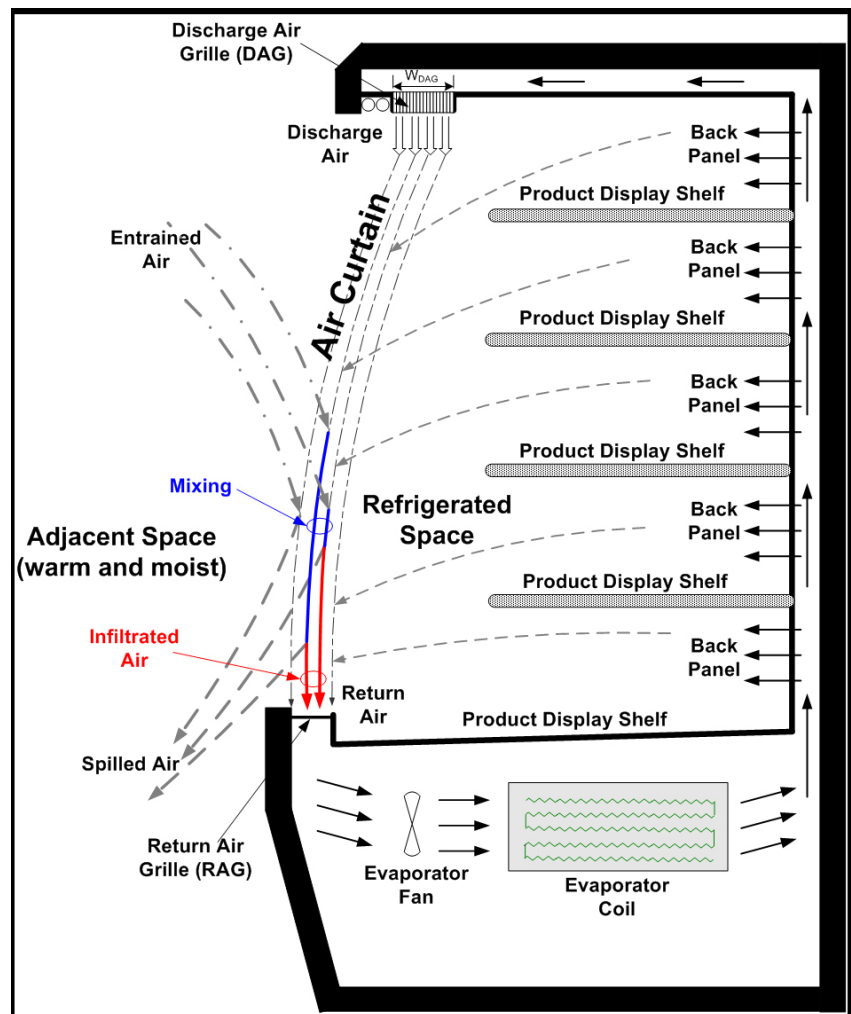 Discharge Air
Grille (DAG)
WDAG
Discharge
Air
Back
Panel
Product Display Shelf
Entrained
Air
Air Curtain
Back
Panel
Product Display Shelf
Back
Panel
Product Display Shelf
Mixing
Refrigerated
Space
Adjacent Space
(warm and moist)
Back
Panel
Product Display Shelf
Infiltrated
Air
Back
Panel
Return
Air
Product Display Shelf
Spilled Air
Return Air
Grille (RAG)
Evaporator
Fan
Evaporator
Coil